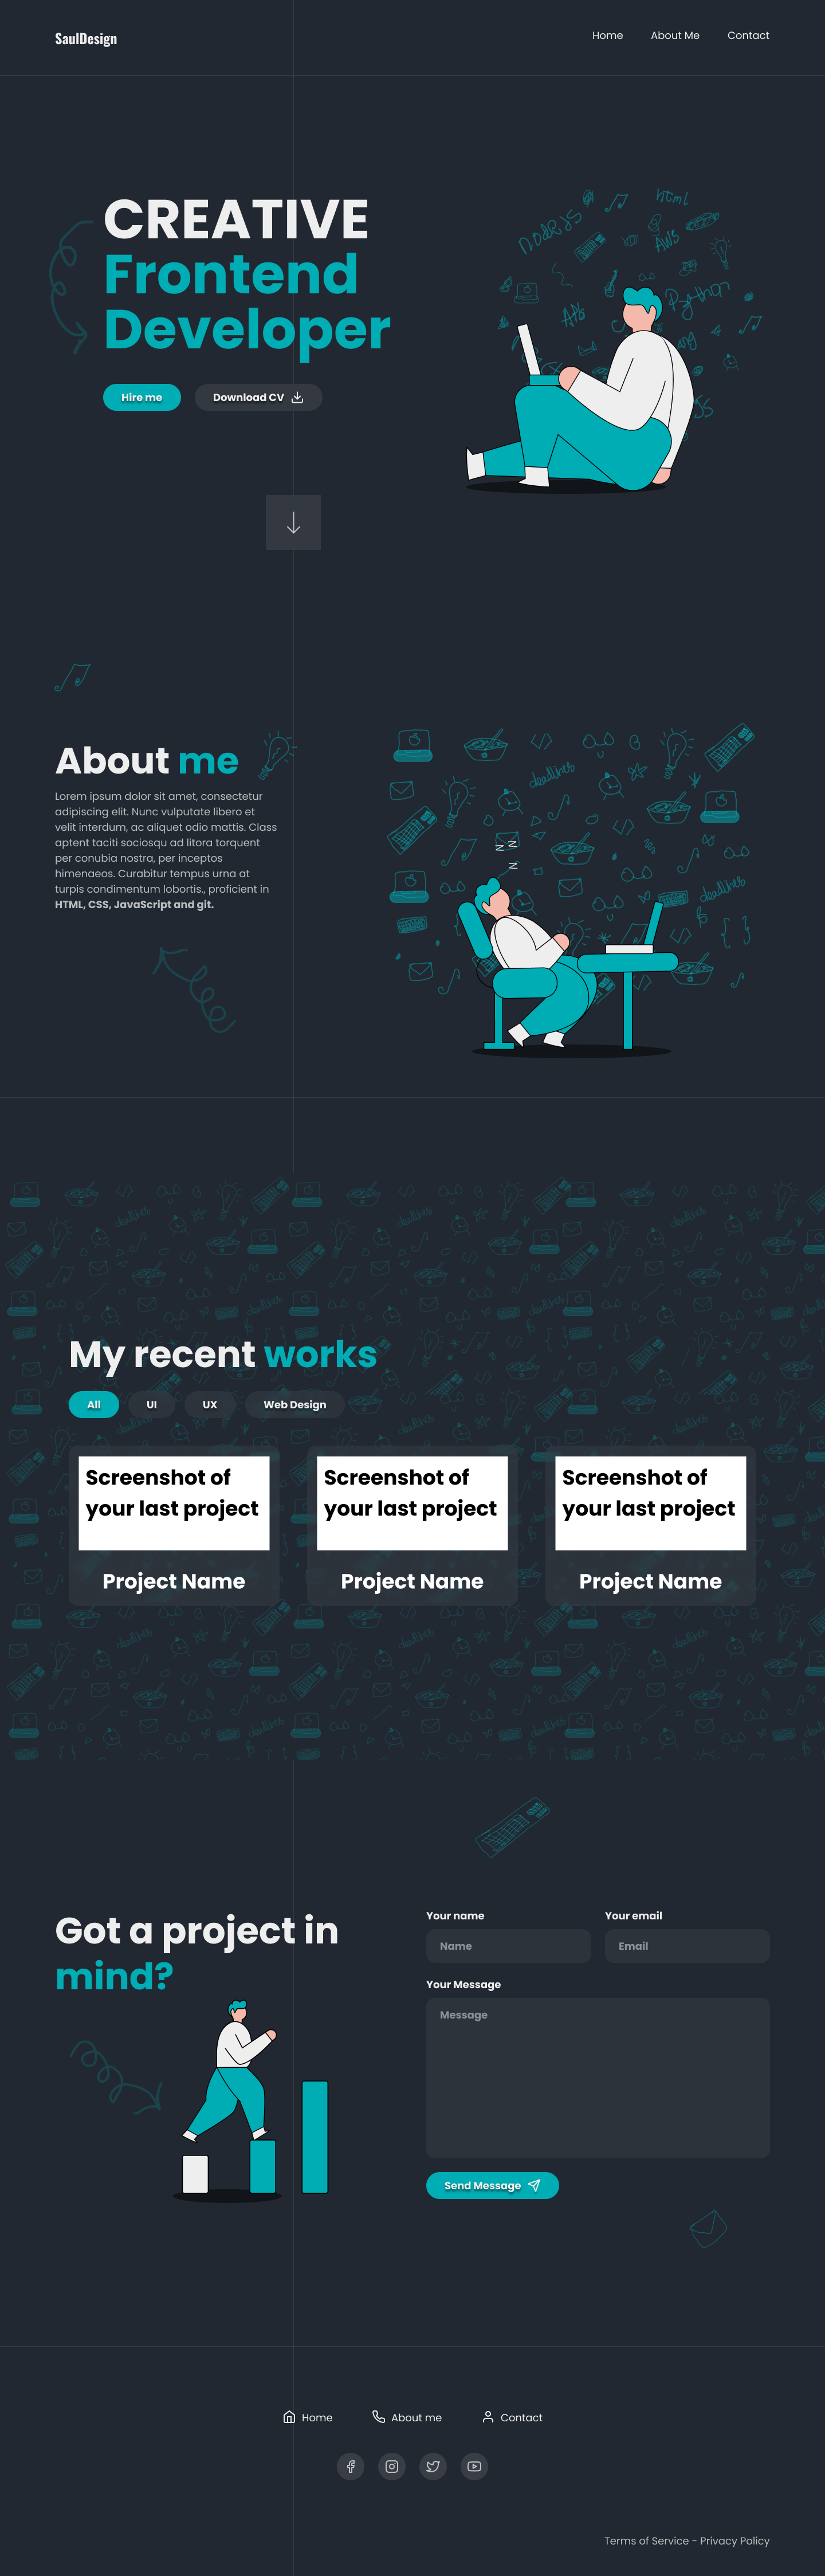 SaulDesign
Home
About Me
Contact
CREATIVE
Frontend
Developer
Hire me
Download CV
NodeJS
html
AWS
Python
APIs
JS
About me
Lorem ipsum dolor sit amet, consectetur
adipiscing elit. Nunc vulputate libero et
velit interdum, ac aliquet odio mattis. Class
aptent taciti sociosqu ad litora torquent
per conubia nostra, per inceptos
himenaeos. Curabitur tempus urna at
turpis condimentum lobortis., proficient in
HTML, CSS, JavaScript and git.
deadlines
Z Z
Z
deadlines
My recent works
All
UI
UX
Web Design
Screenshot of
your last project
Project Name
Screenshot of
your last project
Project Name
Screenshot of
your last project
Project Name
Got a project in
mind?
Your name
Your email
Name
Email
Your Message
Message
Send Message
Home
About me
Contact
Terms of Service - Privacy Policy